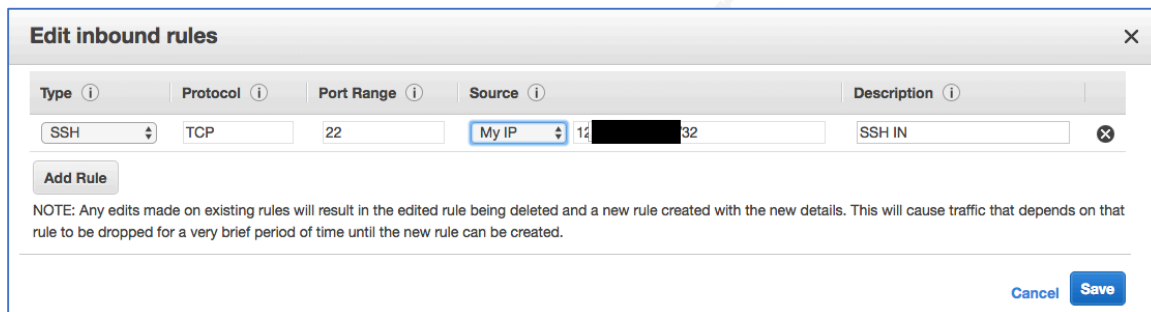 Edit inbound rules
Type Protocol Port Range Source Description
SSH TCP 22 My IP 12 /32 SSH IN
Add Rule
NOTE: Any edits made on existing rules will result in the edited rule being deleted and a new rule created with the new details. This will cause traffic that depends on that
rule to be dropped for a very brief period of time until the new rule can be created.
Cancel Save